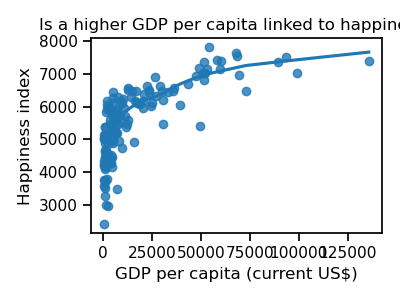 Is a higher GDP per capita linked to happine
8000
7000
6000
5000
4000
3000
Happiness index
0 25000 50000 75000 100000 125000
GDP per capita (current US$)